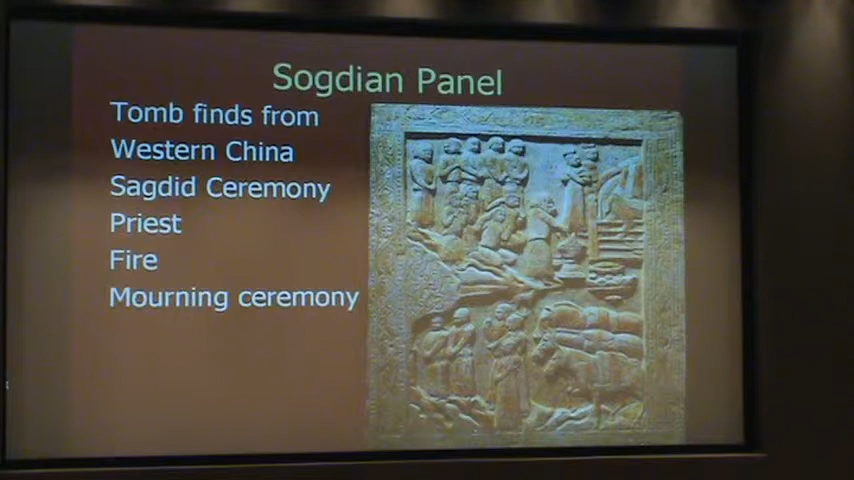 Sogdian Panel
Tomb finds from
Western China
Sagdid Ceremony
Priest
Fire
Mourning ceremony